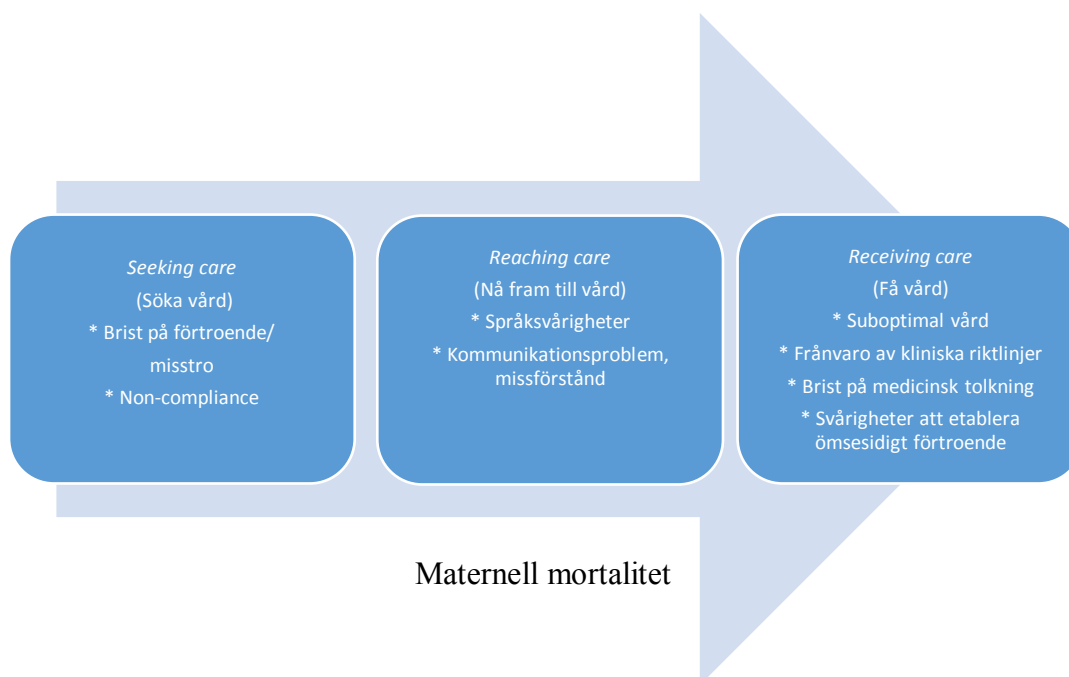 Seeking care
(Söka vård)
* Brist på förtroende/
misstro
* Non-compliance
Reaching care
(Nå fram till vård)
* Språksvårigheter
* Kommunikationsproblem,
missförstånd
Receiving care
(Få vård)
* Suboptimal vård
* Frånvaro av kliniska riktlinjer
* Brist på medicinsk tolkning
* Svårigheter att etablera
ömsesidigt förtroende
Maternell mortalitet